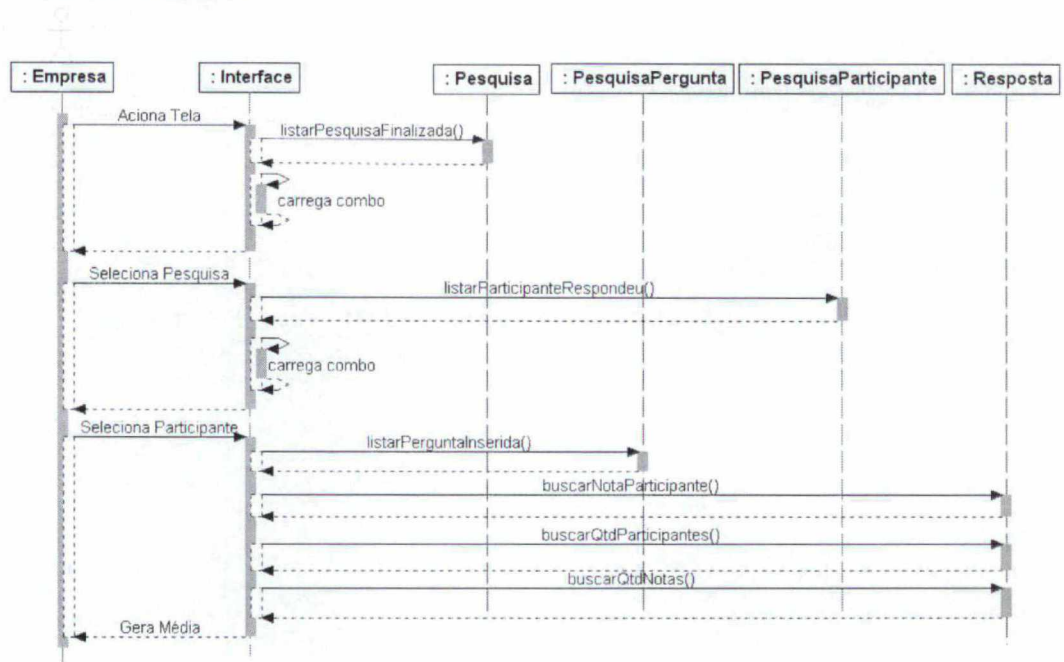 : Empresa
: Interface
: Pesquisa
: PesquisaPergunta
: PesquisaParticipante
: Resposta
Aciona Tela
listarPesquisaFinalizada()
carrega combo
Seleciona Pesquisa
listarParticipanteRespondeu()
carrega combo
Seleciona Participante
listarPerguntaInserida()
buscarNotaParticipante()
buscarQtdParticipantes()
buscarQtdNotas()
Gera Média